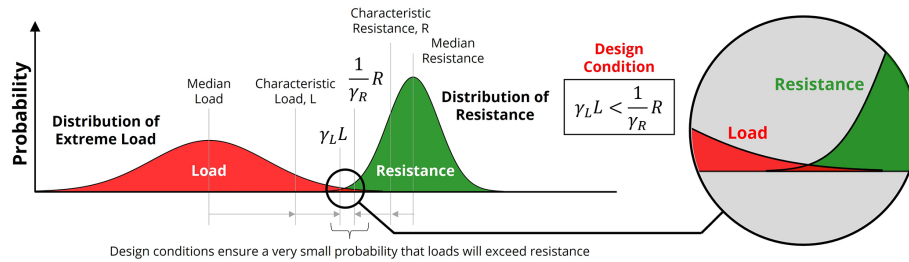 Characteristic
Resistance, R
Median
Resistance
Design
Condition
γ_L L < 1/γ_R R
Probability
Median
Load
Characteristic
Load, L
1/γ_R R
γ_L L
Distribution of
Extreme Load
Distribution of
Resistance
Load
Resistance
Resistance
Load
Design conditions ensure a very small probability that loads will exceed resistance